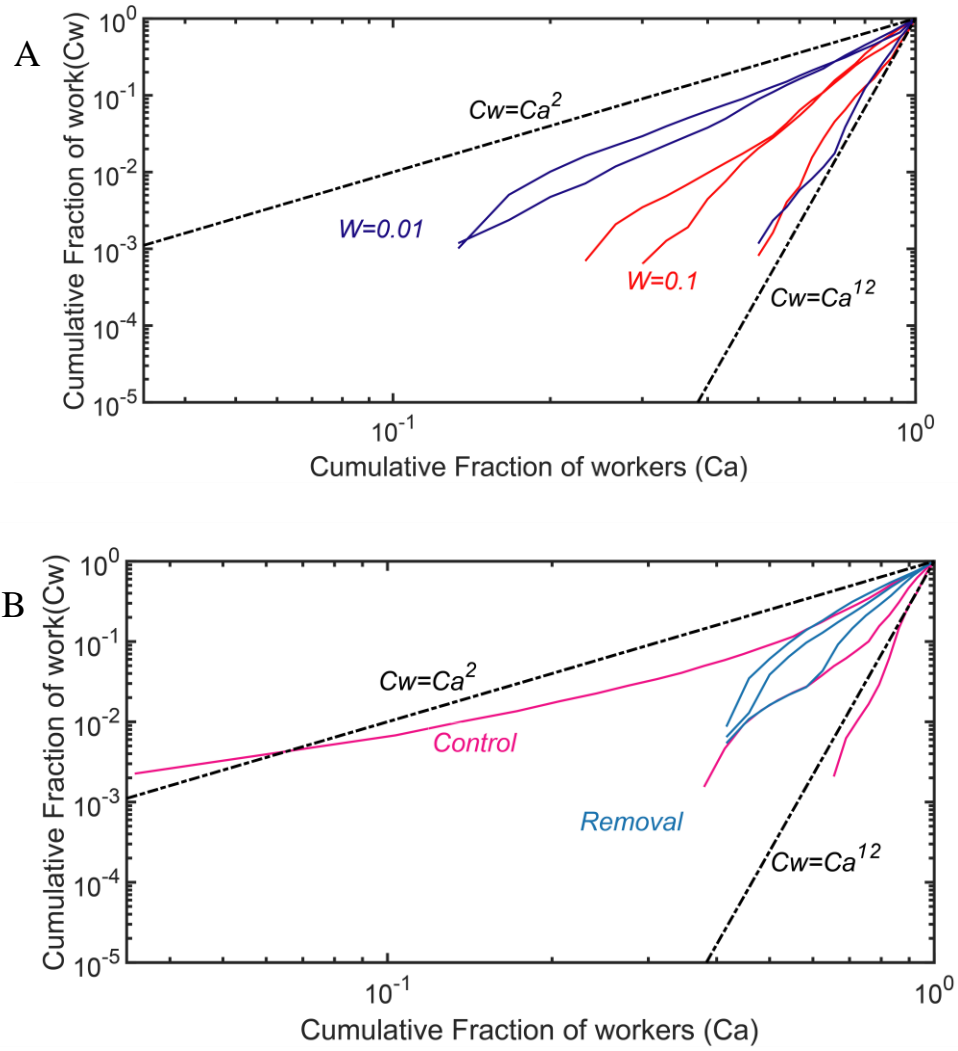 A
Cumulative Fraction of work(Cw)
10^0
10^-1
10^-2
10^-3
10^-4
10^-5
Cw=Ca^2
W=0.01
W=0.1
Cw=Ca^12
10^-1
10^0
Cumulative Fraction of workers (Ca)
B
Cumulative Fraction of work(Cw)
10^0
10^-1
10^-2
10^-3
10^-4
10^-5
Cw=Ca^2
Control
Removal
Cw=Ca^12
10^-1
10^0
Cumulative Fraction of workers (Ca)